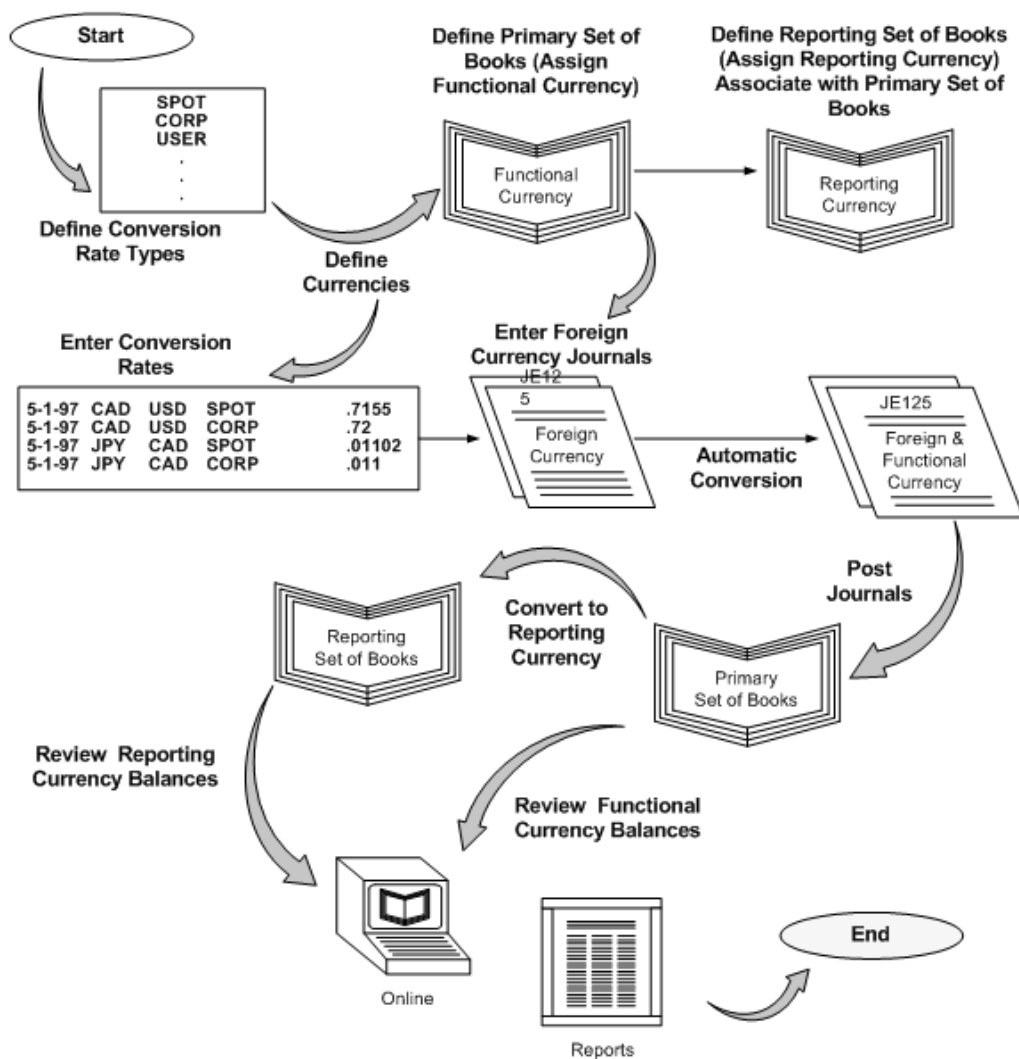 Start
SPOT
CORP
USER
.
.
.
Define Conversion
Rate Types
Define
Currencies
Define Primary Set of
Books (Assign
Functional Currency)
Functional
Currency
Define Reporting Set of Books
(Assign Reporting Currency)
Associate with Primary Set of
Books
Reporting
Currency
Enter Conversion
Rates
5-1-97 CAD USD SPOT .7155
5-1-97 CAD USD CORP .72
5-1-97 JPY CAD SPOT .01102
5-1-97 JPY CAD CORP .011
Enter Foreign
Currency Journals
JE12
5
Foreign
Currency
Automatic
Conversion
JE125
Foreign &
Functional
Currency
Post
Journals
Primary
Set of Books
Convert to
Reporting
Currency
Reporting
Set of Books
Review Reporting
Currency Balances
Review Functional
Currency Balances
Online
Reports
End